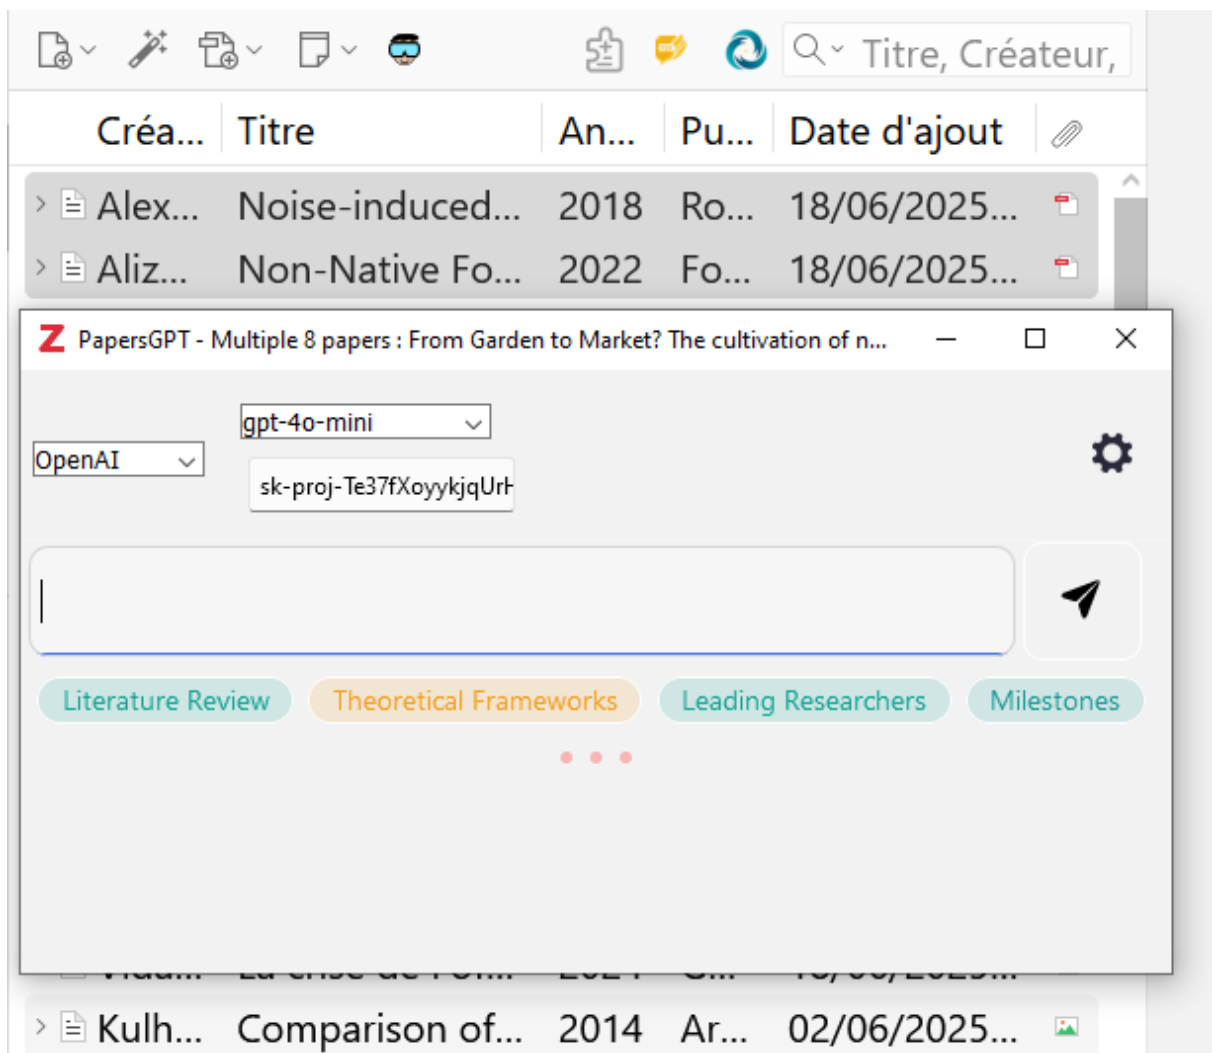 Titre, Créateur,
Créa... Titre An... Pu... Date d'ajout
Alex... Noise-induced... 2018 Ro... 18/06/2025...
Aliz... Non-Native Fo... 2022 Fo... 18/06/2025...
Z PapersGPT - Multiple 8 papers : From Garden to Market? The cultivation of n...
gpt-4o-mini
OpenAI
sk-proj-Te37fXoyykjqUrH
Literature Review Theoretical Frameworks Leading Researchers Milestones
Kulh... Comparison of... 2014 Ar... 02/06/2025...